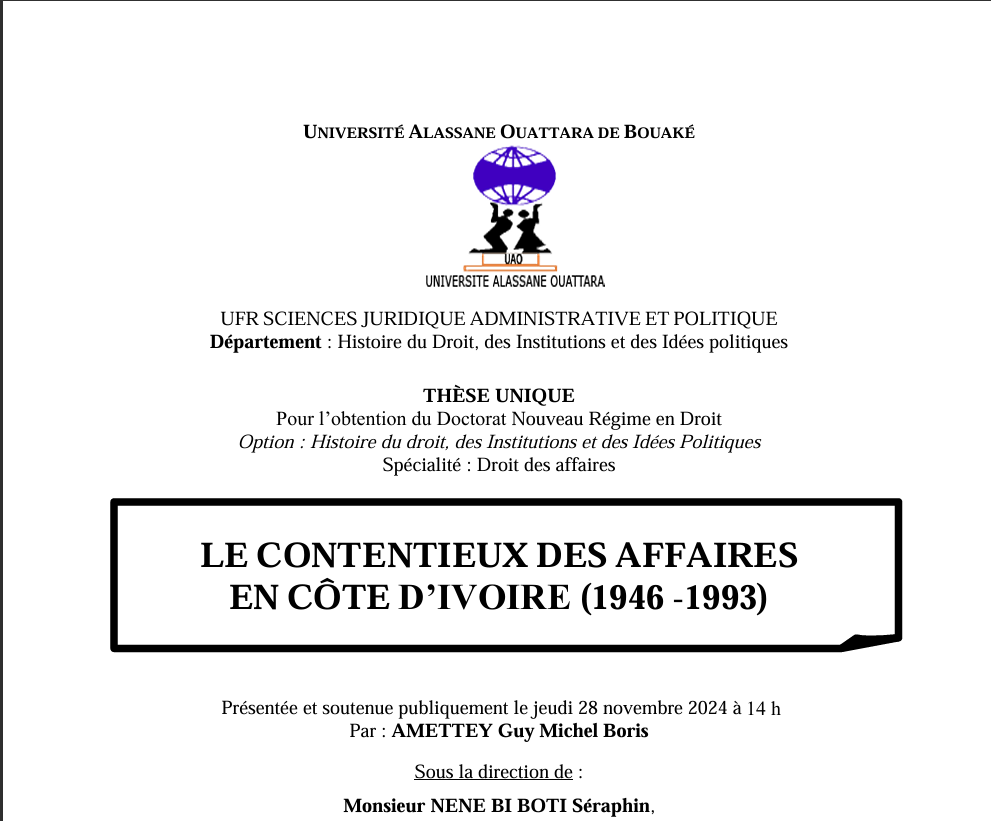 UNIVERSITÉ ALASSANE OUATTARA DE BOUAKÉ
UAO
UNIVERSITE ALASSANE OUATTARA
UFR SCIENCES JURIDIQUE ADMINISTRATIVE ET POLITIQUE
Département : Histoire du Droit, des Institutions et des Idées politiques
THÈSE UNIQUE
Pour l’obtention du Doctorat Nouveau Régime en Droit
Option : Histoire du droit, des Institutions et des Idées Politiques
Spécialité : Droit des affaires
LE CONTENTIEUX DES AFFAIRES
EN CÔTE D’IVOIRE (1946 -1993)
Présentée et soutenue publiquement le jeudi 28 novembre 2024 à 14 h
Par : AMETTEY Guy Michel Boris
Sous la direction de :
Monsieur NENE BI BOTI Séraphin,